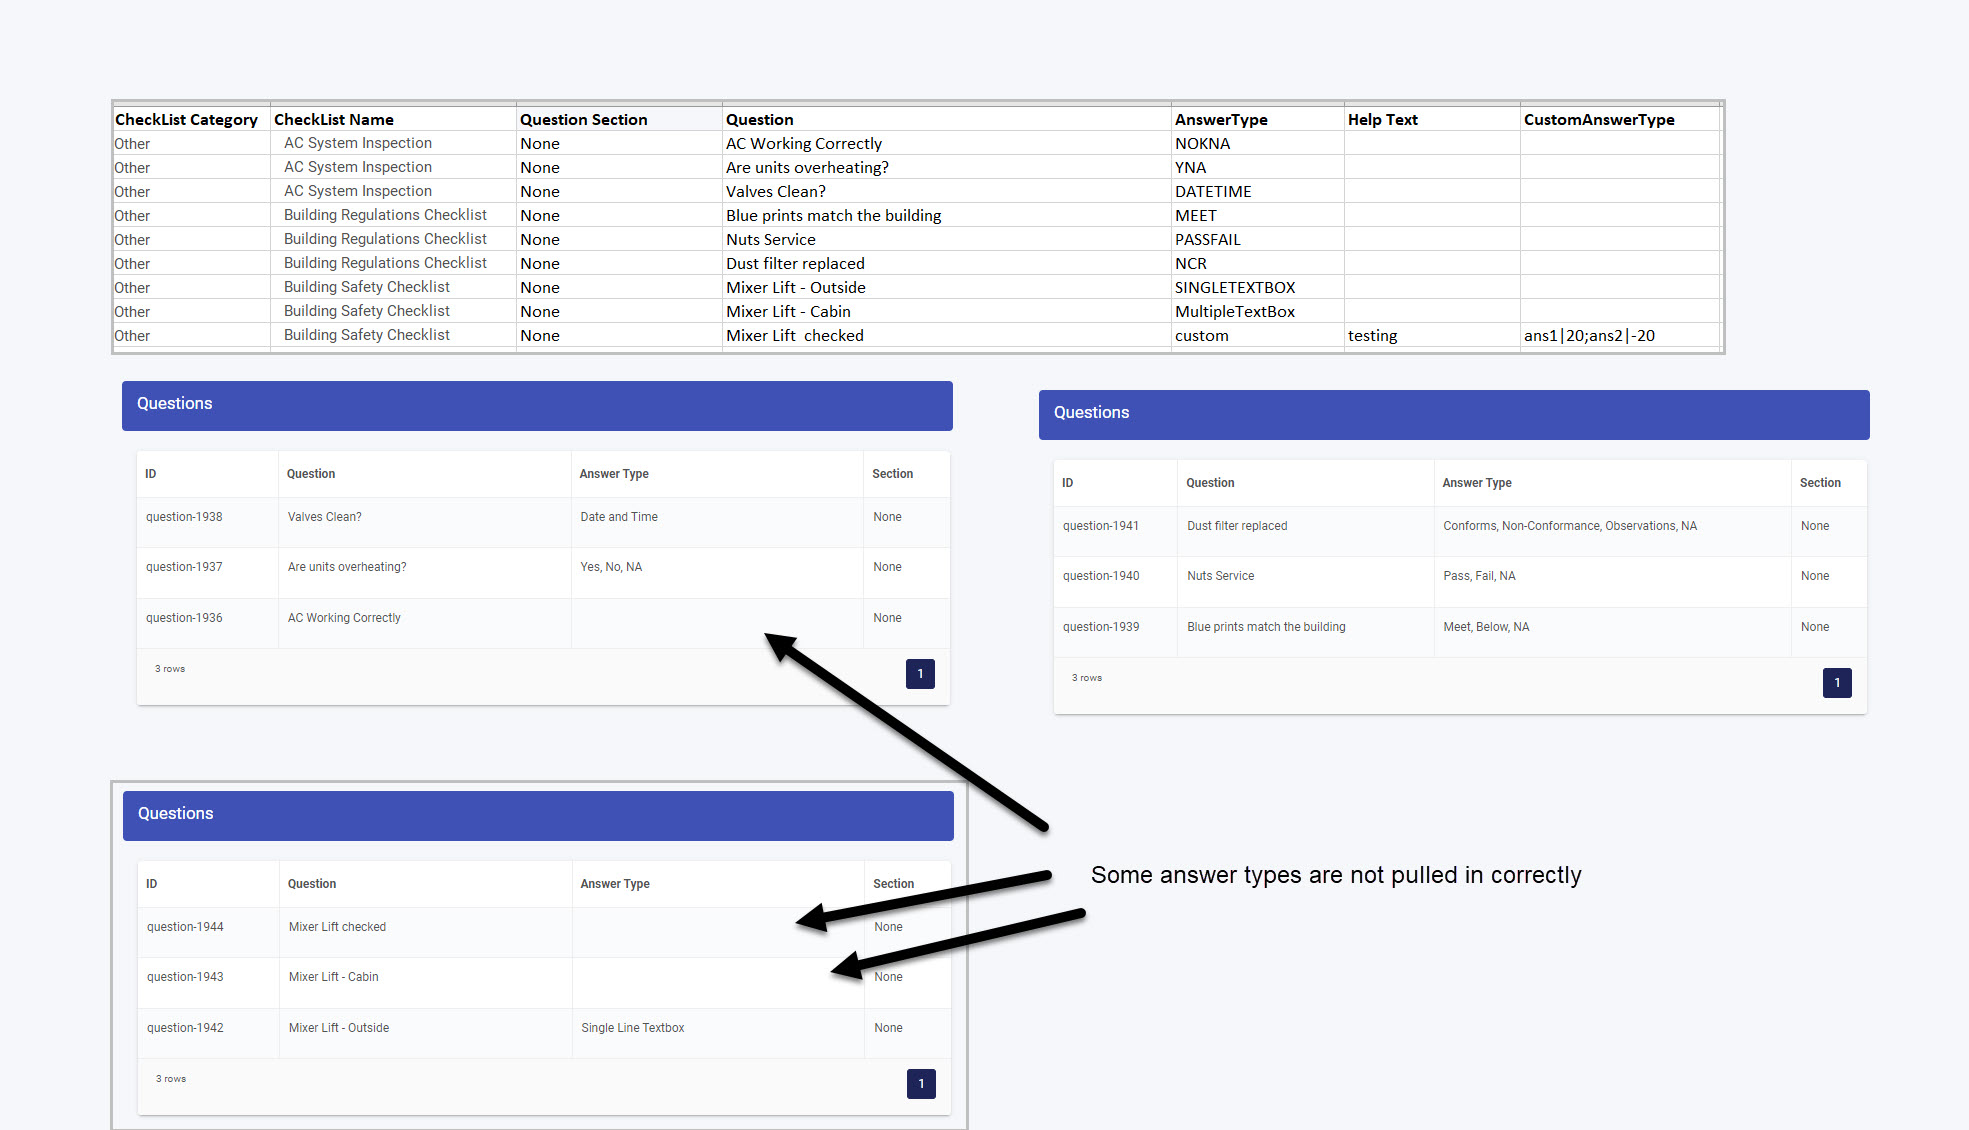 CheckList Category CheckList Name Question Section Question AnswerType Help Text CustomAnswerType
Other AC System Inspection None AC Working Correctly NOKNA
Other AC System Inspection None Are units overheating? YNA
Other AC System Inspection None Valves Clean? DATETIME
Other Building Regulations Checklist None Blue prints match the building MEET
Other Building Regulations Checklist None Nuts Service PASSFAIL
Other Building Regulations Checklist None Dust filter replaced NCR
Other Building Safety Checklist None Mixer Lift - Outside SINGLETEXTBOX
Other Building Safety Checklist None Mixer Lift - Cabin MultipleTextBox
Other Building Safety Checklist None Mixer Lift  checked custom testing ans1|20;ans2|-20
Questions
ID Question Answer Type Section
question-1938 Valves Clean? Date and Time None
question-1937 Are units overheating? Yes, No, NA None
question-1936 AC Working Correctly None
3 rows 1
Questions
ID Question Answer Type Section
question-1941 Dust filter replaced Conforms, Non-Conformance, Observations, NA None
question-1940 Nuts Service Pass, Fail, NA None
question-1939 Blue prints match the building Meet, Below, NA None
3 rows 1
Questions
ID Question Answer Type Section
question-1944 Mixer Lift checked None
question-1943 Mixer Lift - Cabin None
question-1942 Mixer Lift - Outside Single Line Textbox None
3 rows 1
Some answer types are not pulled in correctly